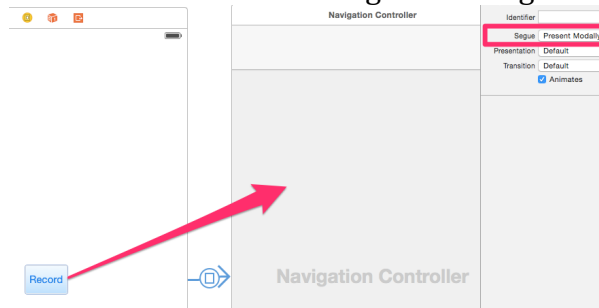 Navigation Controller
Identifier
Segue Present Modally
Presentation Default
Transition Default
Animates
Record
Navigation Controller